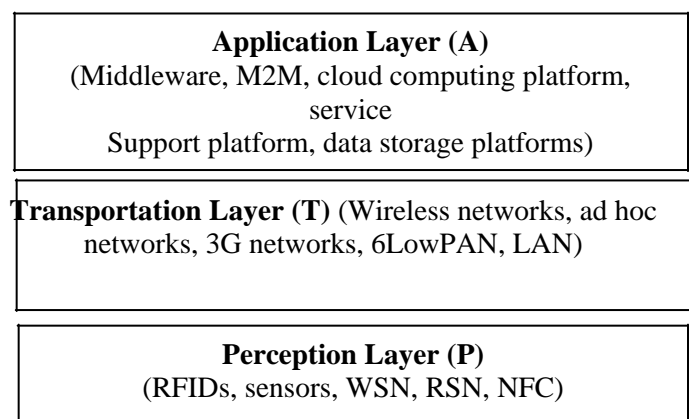 Application Layer (A)
(Middleware, M2M, cloud computing platform,
service
Support platform, data storage platforms)
Transportation Layer (T) (Wireless networks, ad hoc
networks, 3G networks, 6LowPAN, LAN)
Perception Layer (P)
(RFIDs, sensors, WSN, RSN, NFC)